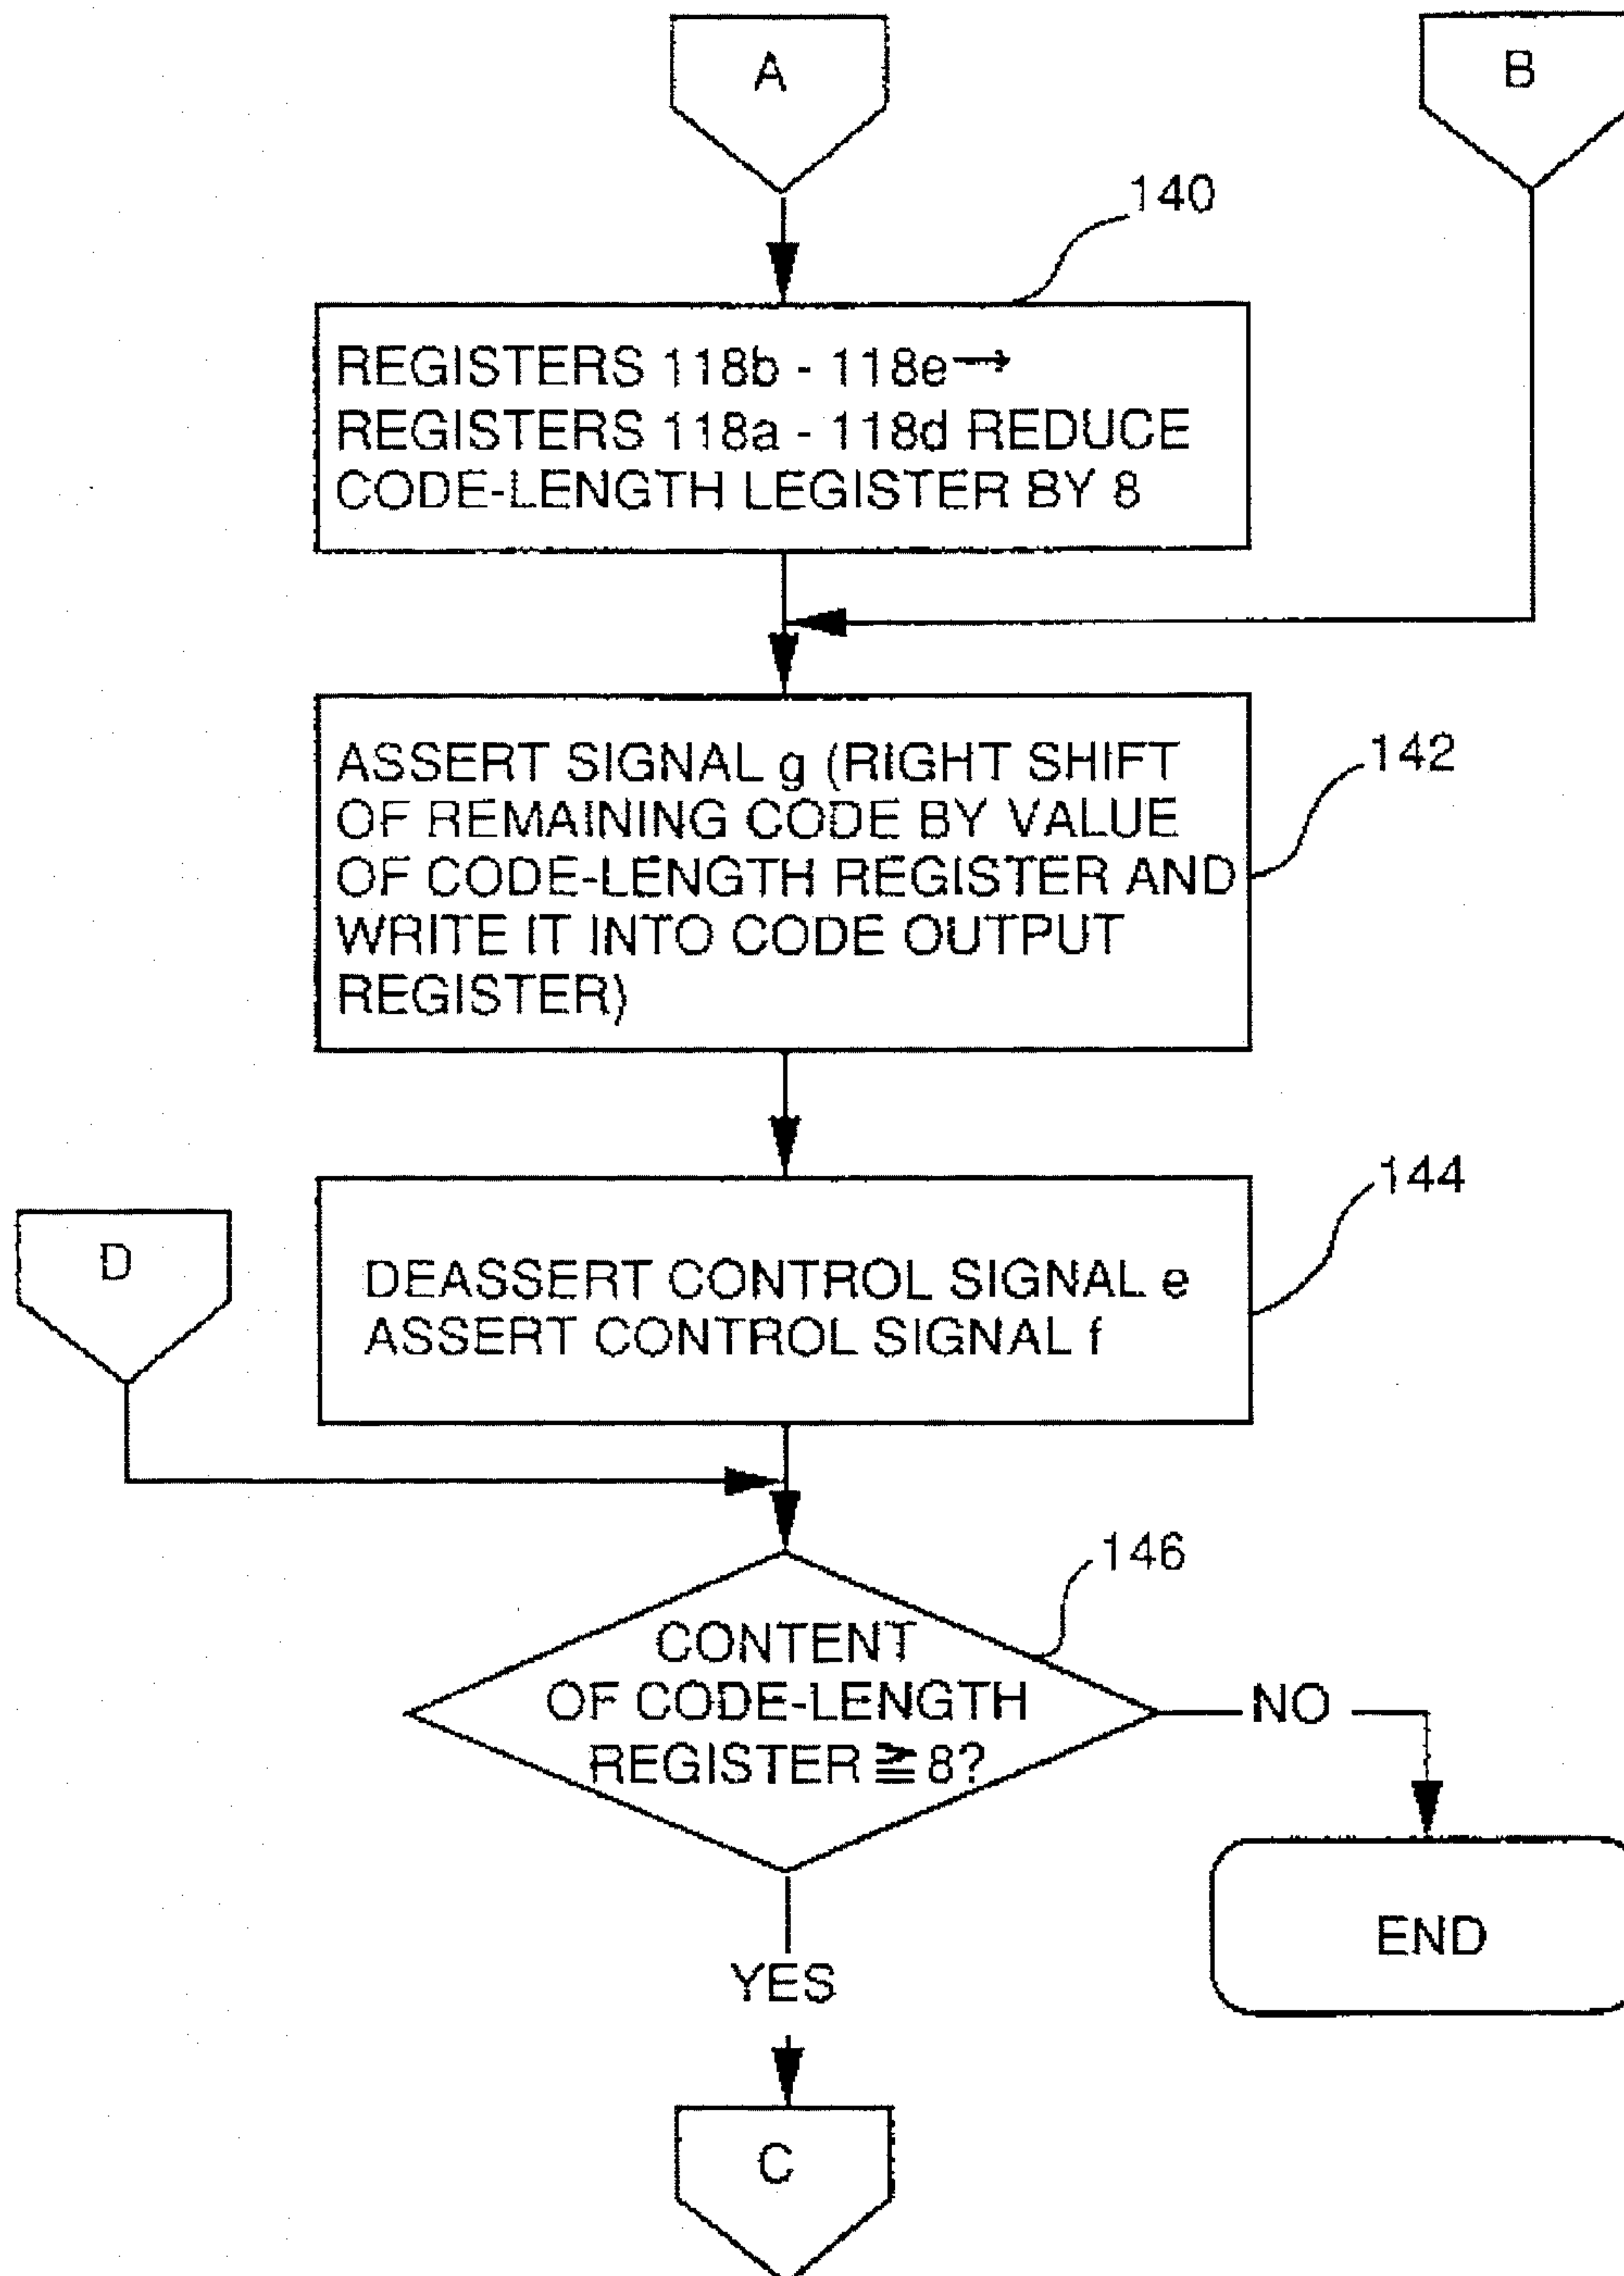 A
B
140
REGISTERS 118b - 118e→
REGISTERS 118a - 118d REDUCE
CODE-LENGTH LEGISTER BY 8
142
ASSERT SIGNAL g (RIGHT SHIFT
OF REMAINING CODE BY VALUE
OF CODE-LENGTH REGISTER AND
WRITE IT INTO CODE OUTPUT
REGISTER)
144
D
DEASSERT CONTROL SIGNAL e
ASSERT CONTROL SIGNAL f
146
CONTENT
OF CODE-LENGTH
REGISTER ≧ 8?
NO
END
YES
C